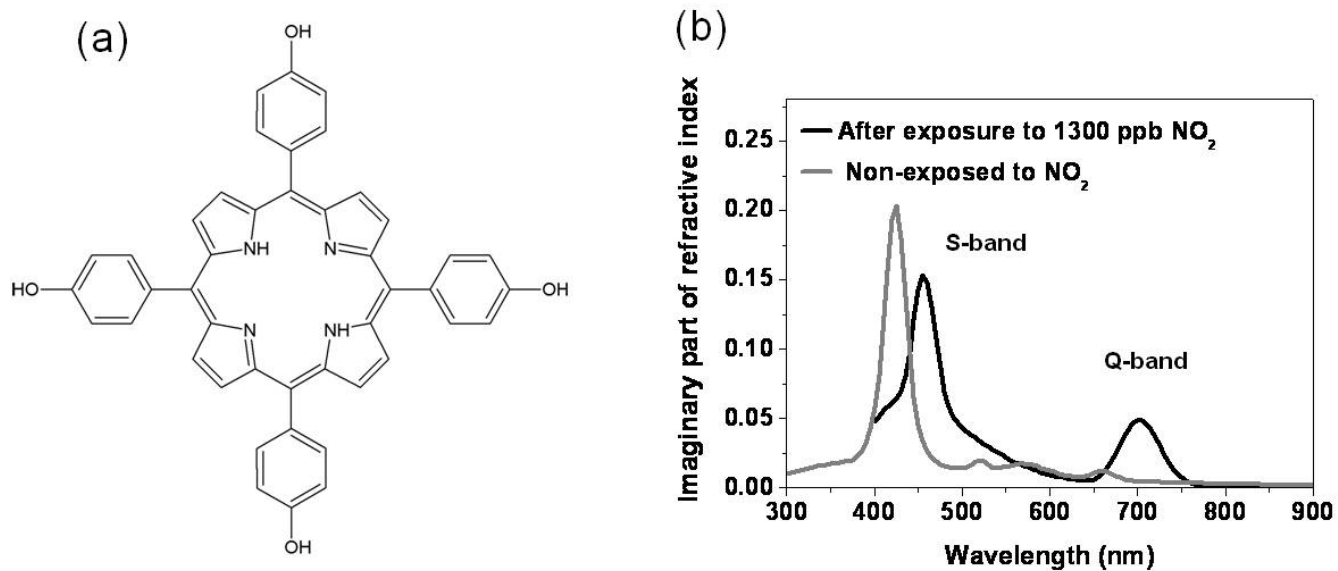 (a)
OH
NH
N
HO
OH
N
NH
OH
(b)
Imaginary part of refractive index
0.25
0.20
0.15
0.10
0.05
0.00
After exposure to 1300 ppb NO₂
Non-exposed to NO₂
S-band
Q-band
300 400 500 600 700 800 900
Wavelength (nm)